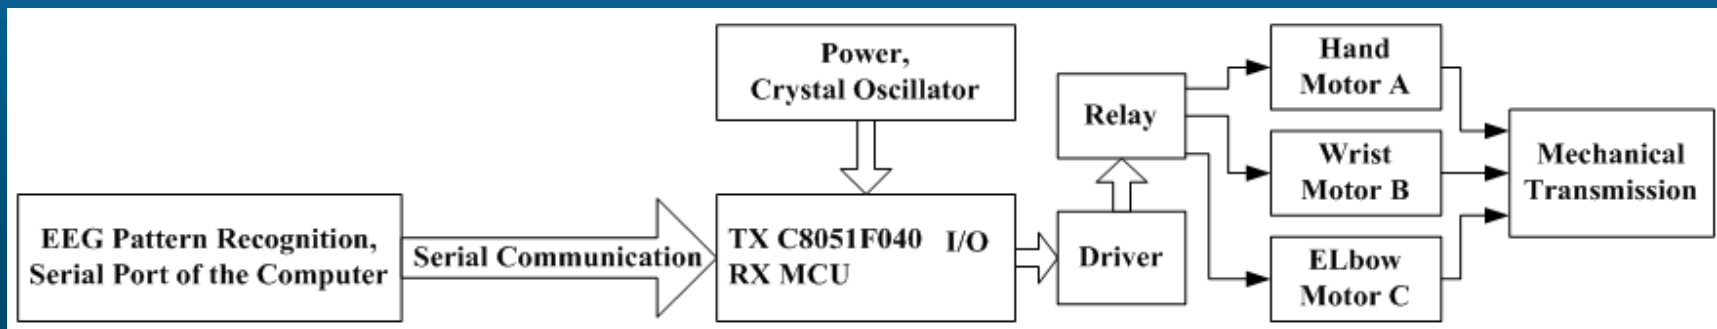 EEG Pattern Recognition,
Serial Port of the Computer
Serial Communication
Power,
Crystal Oscillator
TX C8051F040 I/O
RX MCU
Driver
Relay
Hand
Motor A
Wrist
Motor B
ELbow
Motor C
Mechanical
Transmission